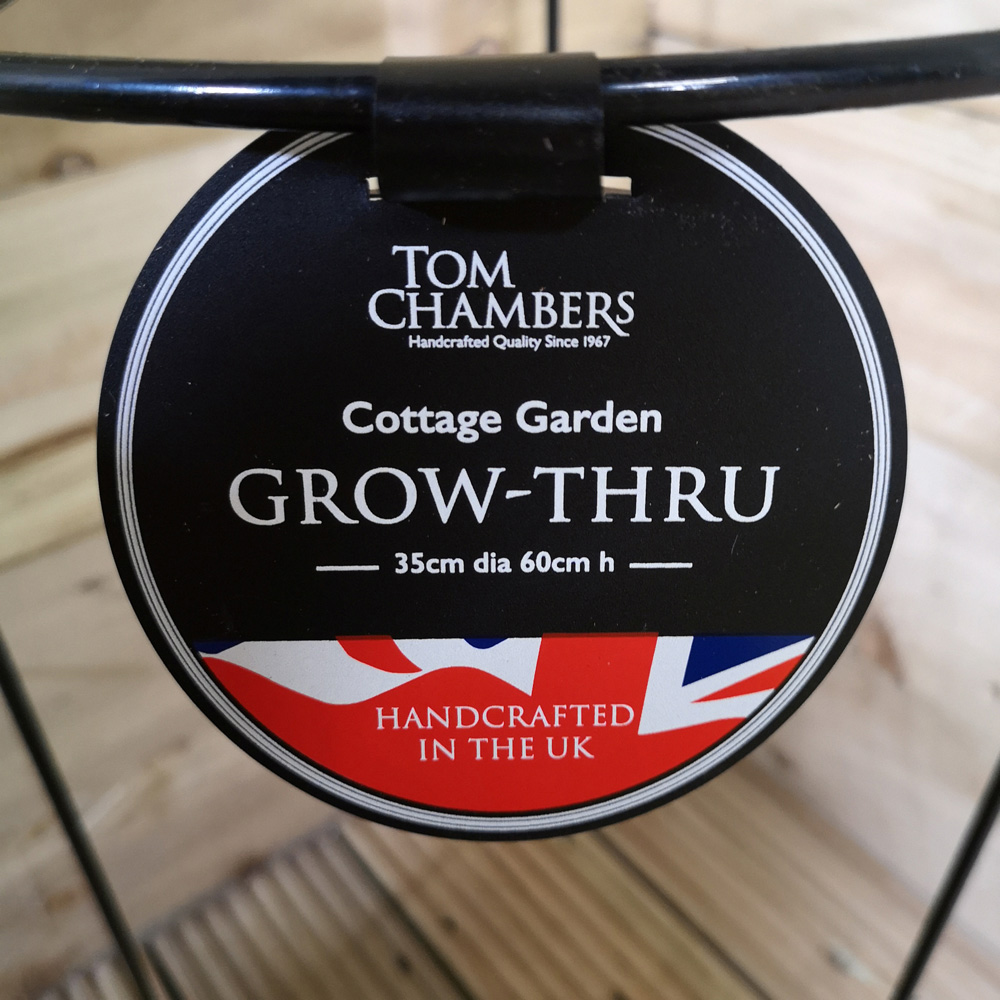 TOM
CHAMBERS
Handcrafted Quality Since 1967
Cottage Garden
GROW-THRU
35cm dia 60cm h
HANDCRAFTED
IN THE UK